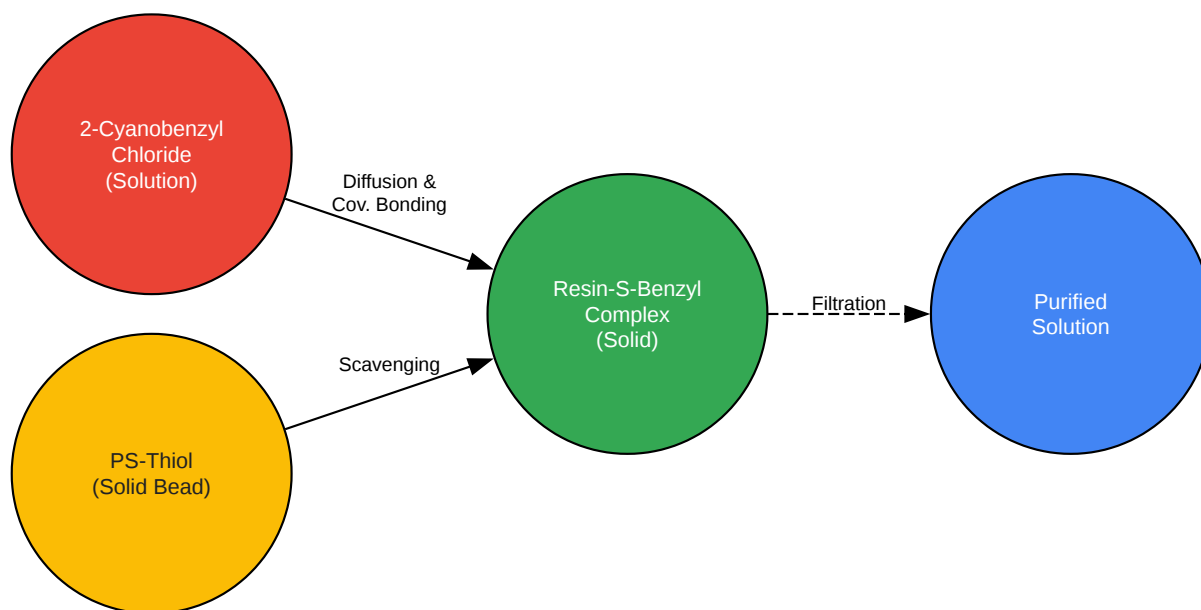 2-Cyanobenzyl
Chloride
(Solution)
Diffusion &
Cov. Bonding
Resin-S-Benzyl
Complex
(Solid)
Filtration
Purified
Solution
Scavenging
PS-Thiol
(Solid Bead)